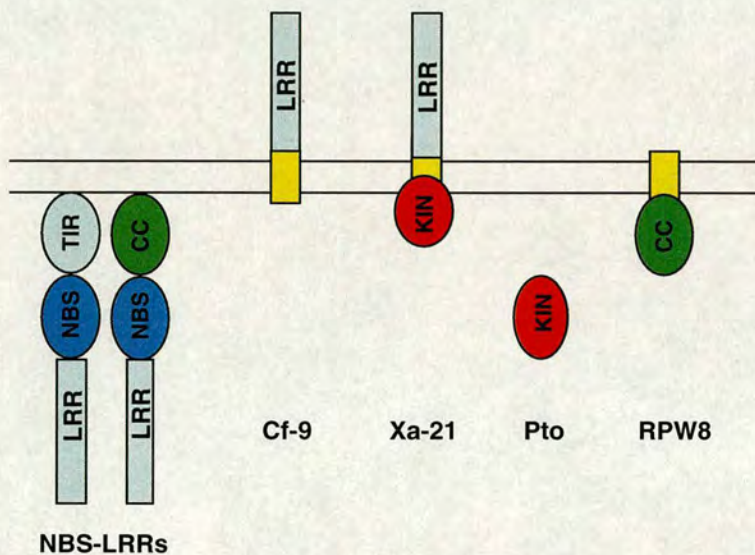 LRR
LRR
TIR
CC
KIN
CC
NBS
NBS
KIN
LRR
LRR
Cf-9
Xa-21
Pto
RPW8
NBS-LRRs